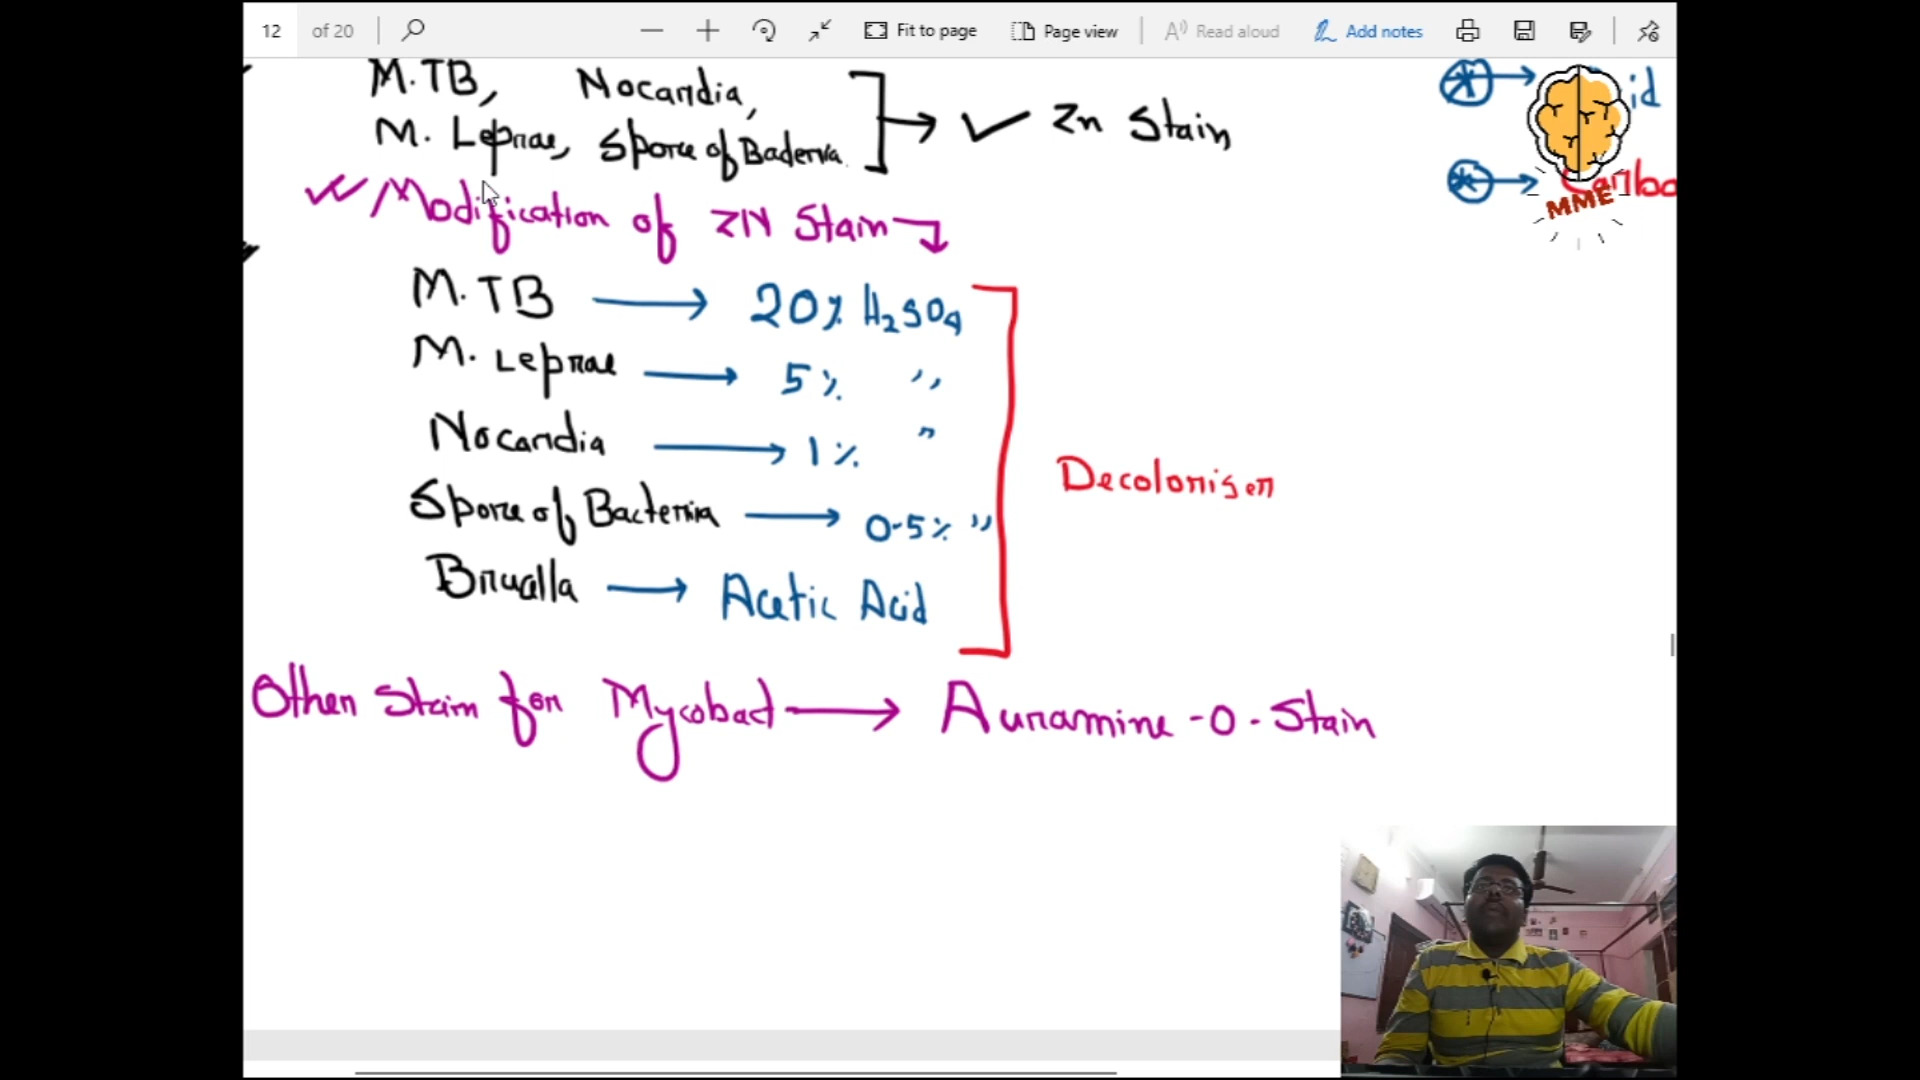 12 of 20 Fit to page Page view Read aloud Add notes
M.TB, Nocardia,
M. Leprae, Spore of Bacteria
✓ Zn Stain
MME
Modification of ZN Stain
M.TB → 20% H₂SO₄
M. Leprae → 5% "
Nocardia → 1% "
Spore of Bacteria → 0.5% "
Brucella → Acetic Acid
Decoloriser
Other Stain for Mycobact → Auramine-O-Stain